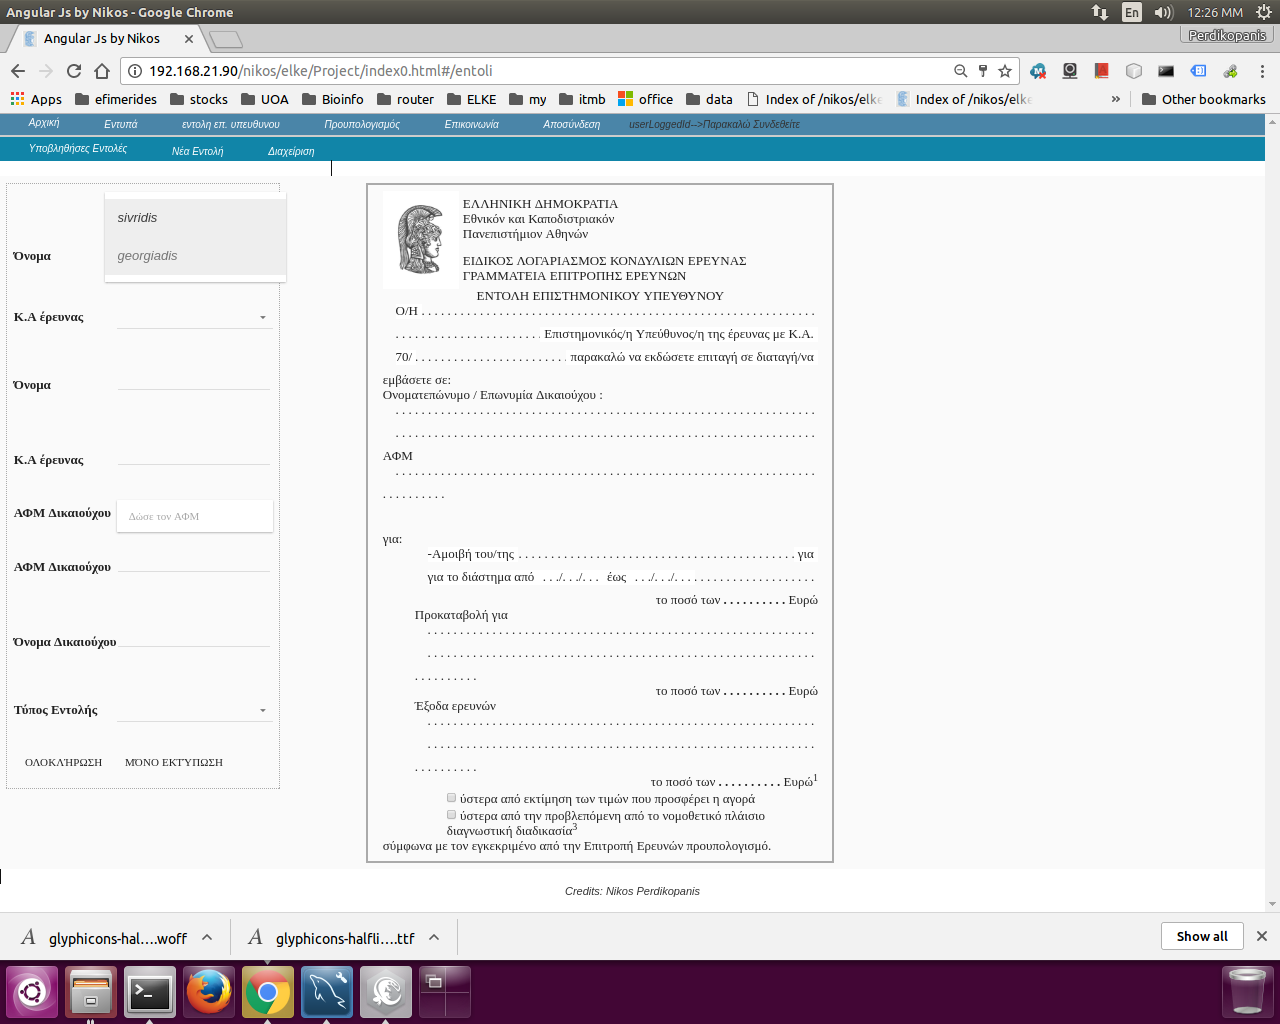 Angular Js by Nikos - Google Chrome
En
12:26 MM
Angular Js by Nikos
Perdikopanis
192.168.21.90/nikos/elke/Project/index0.html#/entoli
Apps efimerides stocks UOA Bioinfo router ELKE my itmb office data Index of /nikos/elke Index of /nikos/elke » Other bookmarks
Αρχική Εντυπά εντολη επ. υπευθυνου Προυπολογισμός Επικοινωνία Αποσύνδεση userLoggedId-->Παρακαλώ Συνδεθείτε
Υποβληθήσες Εντολές Νέα Εντολή Διαχείριση
sivridis
georgiadis
Όνομα
Κ.Α έρευνας
Όνομα
Κ.Α έρευνας
ΑΦΜ Δικαιούχου Δώσε τον ΑΦΜ
ΑΦΜ Δικαιούχου
Όνομα Δικαιούχου
Τύπος Εντολής
ΟΛΟΚΛΉΡΩΣΗ ΜΌΝΟ ΕΚΤΎΠΩΣΗ
ΕΛΛΗΝΙΚΗ ΔΗΜΟΚΡΑΤΙΑ
Εθνικόν και Καποδιστριακόν
Πανεπιστήμιον Αθηνών
ΕΙΔΙΚΟΣ ΛΟΓΑΡΙΑΣΜΟΣ ΚΟΝΔΥΛΙΩΝ ΕΡΕΥΝΑΣ
ΓΡΑΜΜΑΤΕΙΑ ΕΠΙΤΡΟΠΗΣ ΕΡΕΥΝΩΝ
ΕΝΤΟΛΗ ΕΠΙΣΤΗΜΟΝΙΚΟΥ ΥΠΕΥΘΥΝΟΥ
Ο/Η . . . . . . . . . . . . . . . . . . . . . . . . . . . . . . . . . . . . . . . . . . . . . . . . . . . . . . . . . . . . .
. . . . . . . . . . . . . . . . . . . . . . . Επιστημονικός/η Υπεύθυνος/η της έρευνας με Κ.Α.
70/ . . . . . . . . . . . . . . . . . . . . . . . . παρακαλώ να εκδώσετε επιταγή σε διαταγή/να
εμβάσετε σε:
Ονοματεπώνυμο / Επωνυμία Δικαιούχου :
. . . . . . . . . . . . . . . . . . . . . . . . . . . . . . . . . . . . . . . . . . . . . . . . . . . . . . . . . . . . . . . . .
. . . . . . . . . . . . . . . . . . . . . . . . . . . . . . . . . . . . . . . . . . . . . . . . . . . . . . . . . . . . . . . . .
ΑΦΜ
. . . . . . . . . . . . . . . . . . . . . . . . . . . . . . . . . . . . . . . . . . . . . . . . . . . . . . . . . . . . . . . . .
. . . . . . . . . .
για:
-Αμοιβή του/της . . . . . . . . . . . . . . . . . . . . . . . . . . . . . . . . . . . . . . . . . . . για
για το διάστημα από . . ./. . ./. . . έως . . ./. . ./. . . . . . . . . . . . . . . . . . . . . .
το ποσό των . . . . . . . . . . Ευρώ
Προκαταβολή για
. . . . . . . . . . . . . . . . . . . . . . . . . . . . . . . . . . . . . . . . . . . . . . . . . . . . . . . . . . . .
. . . . . . . . . . . . . . . . . . . . . . . . . . . . . . . . . . . . . . . . . . . . . . . . . . . . . . . . . . . .
. . . . . . . . . .
το ποσό των . . . . . . . . . . Ευρώ
Έξοδα ερευνών
. . . . . . . . . . . . . . . . . . . . . . . . . . . . . . . . . . . . . . . . . . . . . . . . . . . . . . . . . . . .
. . . . . . . . . . . . . . . . . . . . . . . . . . . . . . . . . . . . . . . . . . . . . . . . . . . . . . . . . . . .
. . . . . . . . . .
το ποσό των . . . . . . . . . . Ευρώ1
ύστερα από εκτίμηση των τιμών που προσφέρει η αγορά
ύστερα από την προβλεπόμενη από το νομοθετικό πλάισιο
διαγνωστική διαδικασία3
σύμφωνα με τον εγκεκριμένο από την Επιτροπή Ερευνών προυπολογισμό.
Credits: Nikos Perdikopanis
glyphicons-hal....woff glyphicons-halfli....ttf Show all